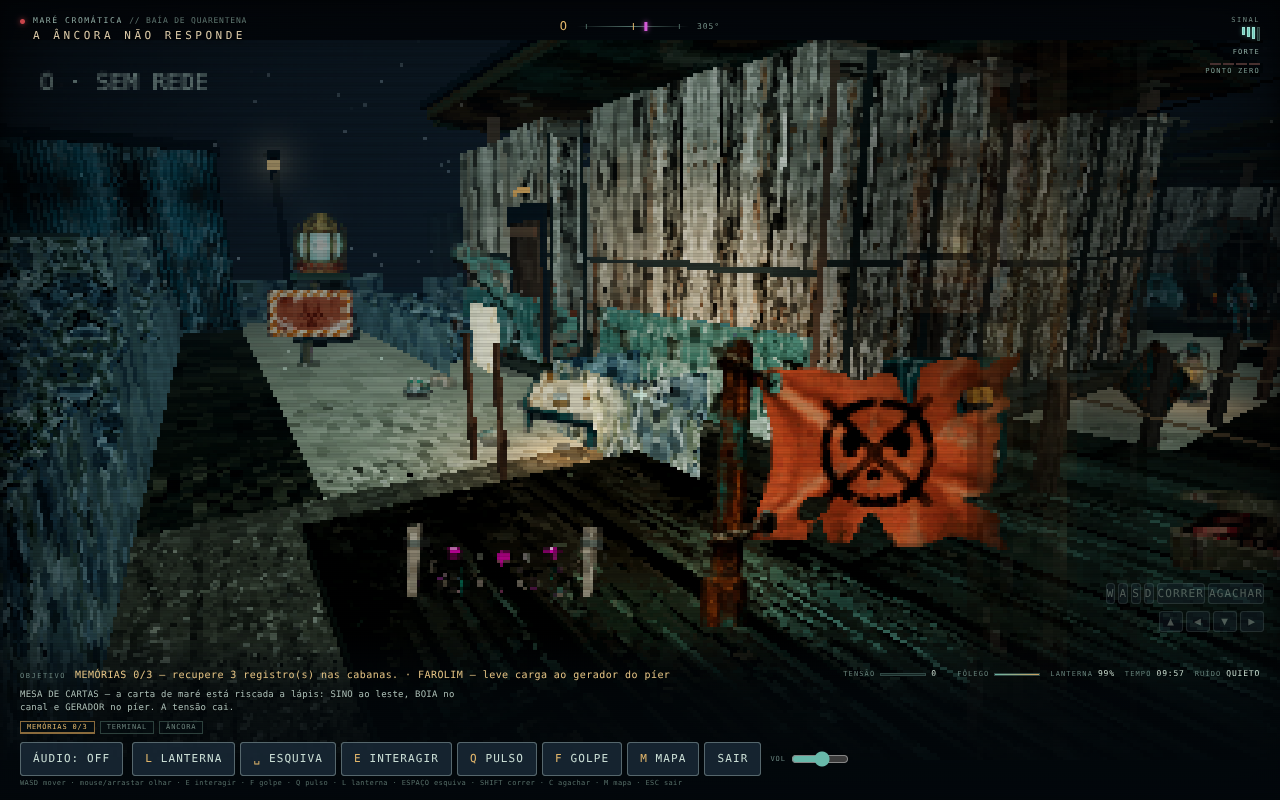 MARÉ CROMÁTICA // BAÍA DE QUARENTENA
A ÂNCORA NÃO RESPONDE
O · SEM REDE
O 305°
SINAL
FORTE
PONTO ZERO
W A S D CORRER AGACHAR
▲ ◀ ▼ ▶
OBJETIVO MEMÓRIAS 0/3 — recupere 3 registro(s) nas cabanas. · FAROLIM — leve carga ao gerador do píer
TENSÃO 0 FÔLEGO LANTERNA 99% TEMPO 09:57 RUÍDO QUIETO
MESA DE CARTAS — a carta de maré está riscada a lápis: SINO ao leste, BOIA no
canal e GERADOR no píer. A tensão cai.
MEMÓRIAS 0/3 TERMINAL ÂNCORA
ÁUDIO: OFF L LANTERNA ␣ ESQUIVA E INTERAGIR Q PULSO F GOLPE M MAPA SAIR VOL
WASD mover · mouse/arrastar olhar · E interagir · F golpe · Q pulso · L lanterna · ESPAÇO esquiva · SHIFT correr · C agachar · M mapa · ESC sair